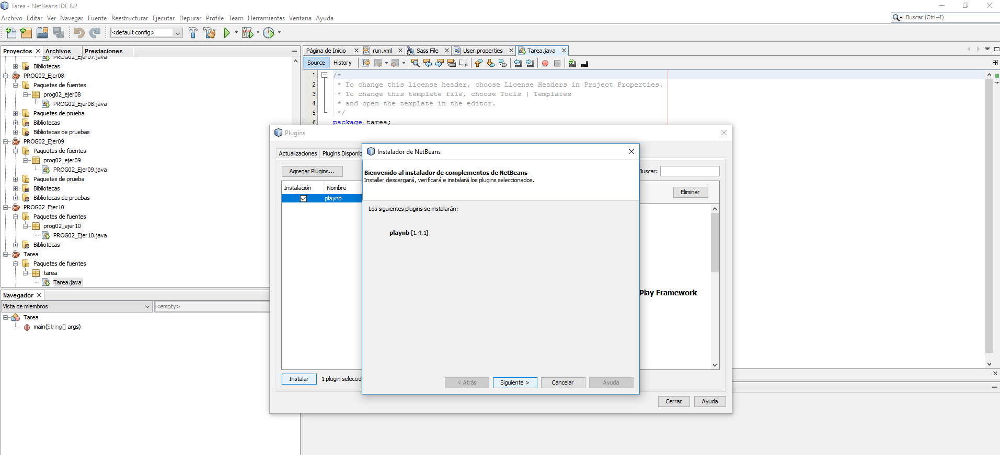 Tarea - NetBeans IDE 8.2
Archivo Editar Ver Navegar Fuente Reestructurar Ejecutar Depurar Profile Team Herramientas Ventana Ayuda
Buscar (Ctrl+I)
<default config>
Proyectos Archivos Prestaciones
PROG02_Ejer07.java
Bibliotecas
PROG02_Ejer08
Paquetes de fuentes
prog02_ejer08
PROG02_Ejer08.java
Paquetes de prueba
Bibliotecas
Bibliotecas de pruebas
PROG02_Ejer09
Paquetes de fuentes
prog02_ejer09
PROG02_Ejer09.java
Paquetes de prueba
Bibliotecas
Bibliotecas de pruebas
PROG02_Ejer10
Paquetes de fuentes
prog02_ejer10
PROG02_Ejer10.java
Bibliotecas
Tarea
Paquetes de fuentes
tarea
Tarea.java
Navegador
Vista de miembros
<empty>
Tarea
main(String[] args)
Página de Inicio run.xml Sass File User.properties Tarea.java
Source History
1 /*
2 * To change this license header, choose License Headers in Project Properties.
3 * To change this template file, choose Tools | Templates
4 * and open the template in the editor.
5 */
6 package tarea;
Plugins
Actualizaciones Plugins Disponib
Agregar Plugins...
Buscar:
Instalación Nombre
playnb
Eliminar
Play Framework
Instalar 1 plugin seleccio
Cerrar Ayuda
Instalador de NetBeans
Bienvenido al instalador de complementos de NetBeans
Installer descargará, verificará e instalará los plugins seleccionados.
Los siguientes plugins se instalarán:
playnb [1.4.1]
< Atrás Siguiente > Cancelar Ayuda